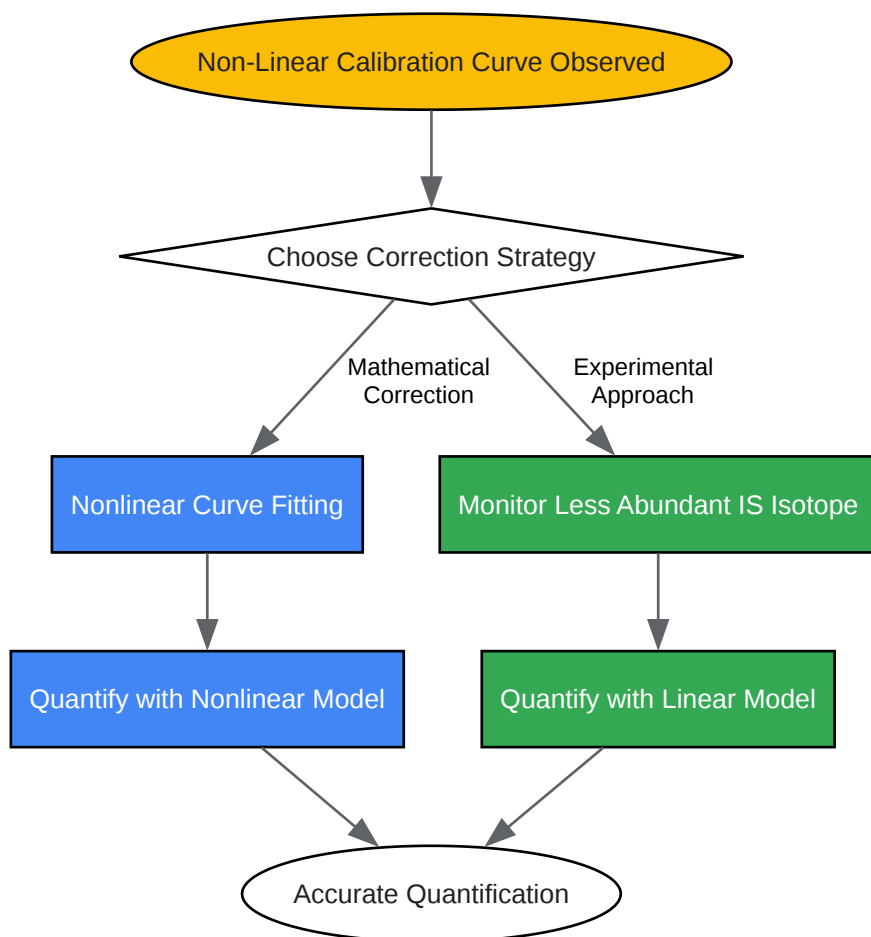 Non-Linear Calibration Curve Observed
Choose Correction Strategy
Mathematical
Correction
Experimental
Approach
Nonlinear Curve Fitting
Monitor Less Abundant IS Isotope
Quantify with Nonlinear Model
Quantify with Linear Model
Accurate Quantification